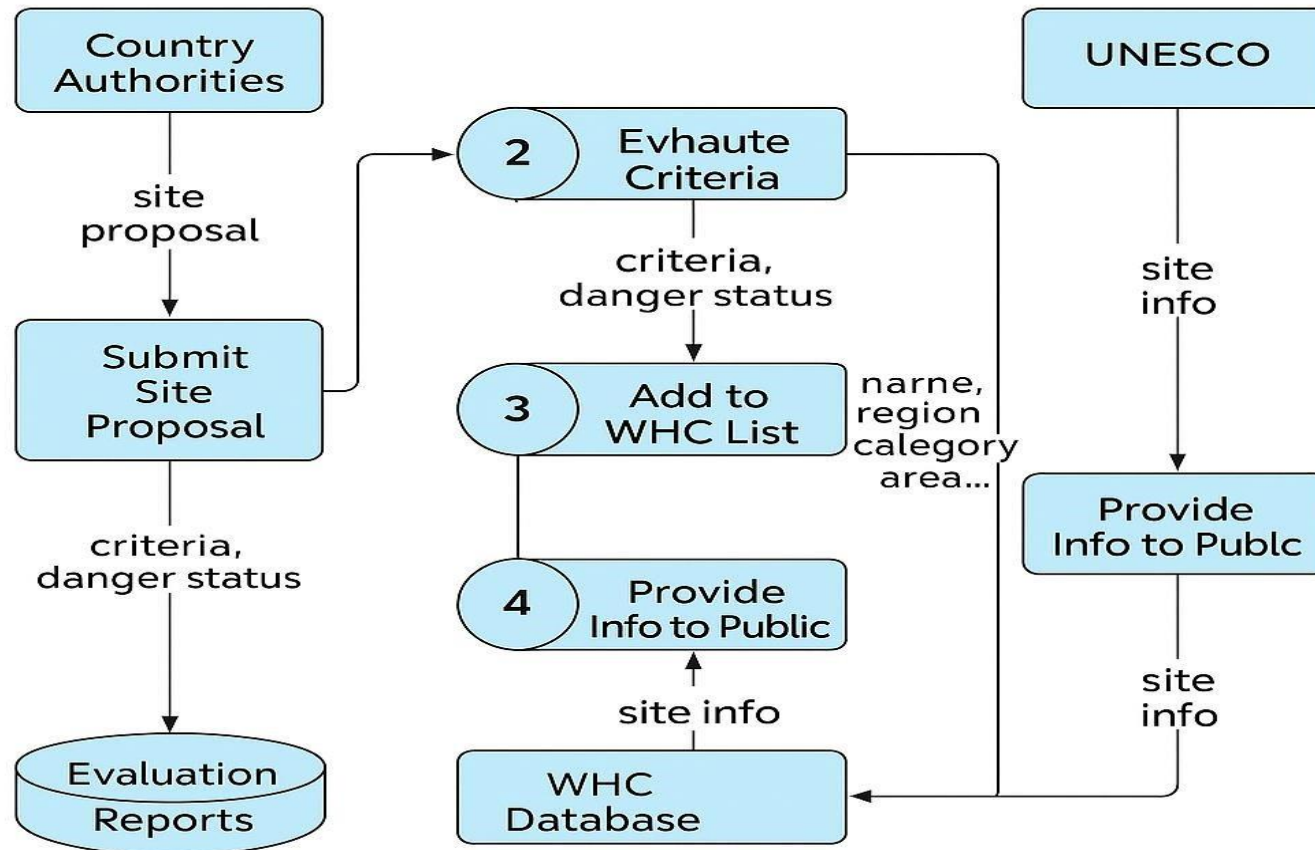 Country
Authorities
site
proposal
Submit
Site
Proposal
criteria,
danger status
Evaluation
Reports
2
Evhaute
Criteria
criteria,
danger status
3
Add to
WHC List
narne,
region
calegory
area...
4
Provide
Info to Public
site info
WHC
Database
UNESCO
site
info
Provide
Info to Publc
site
info